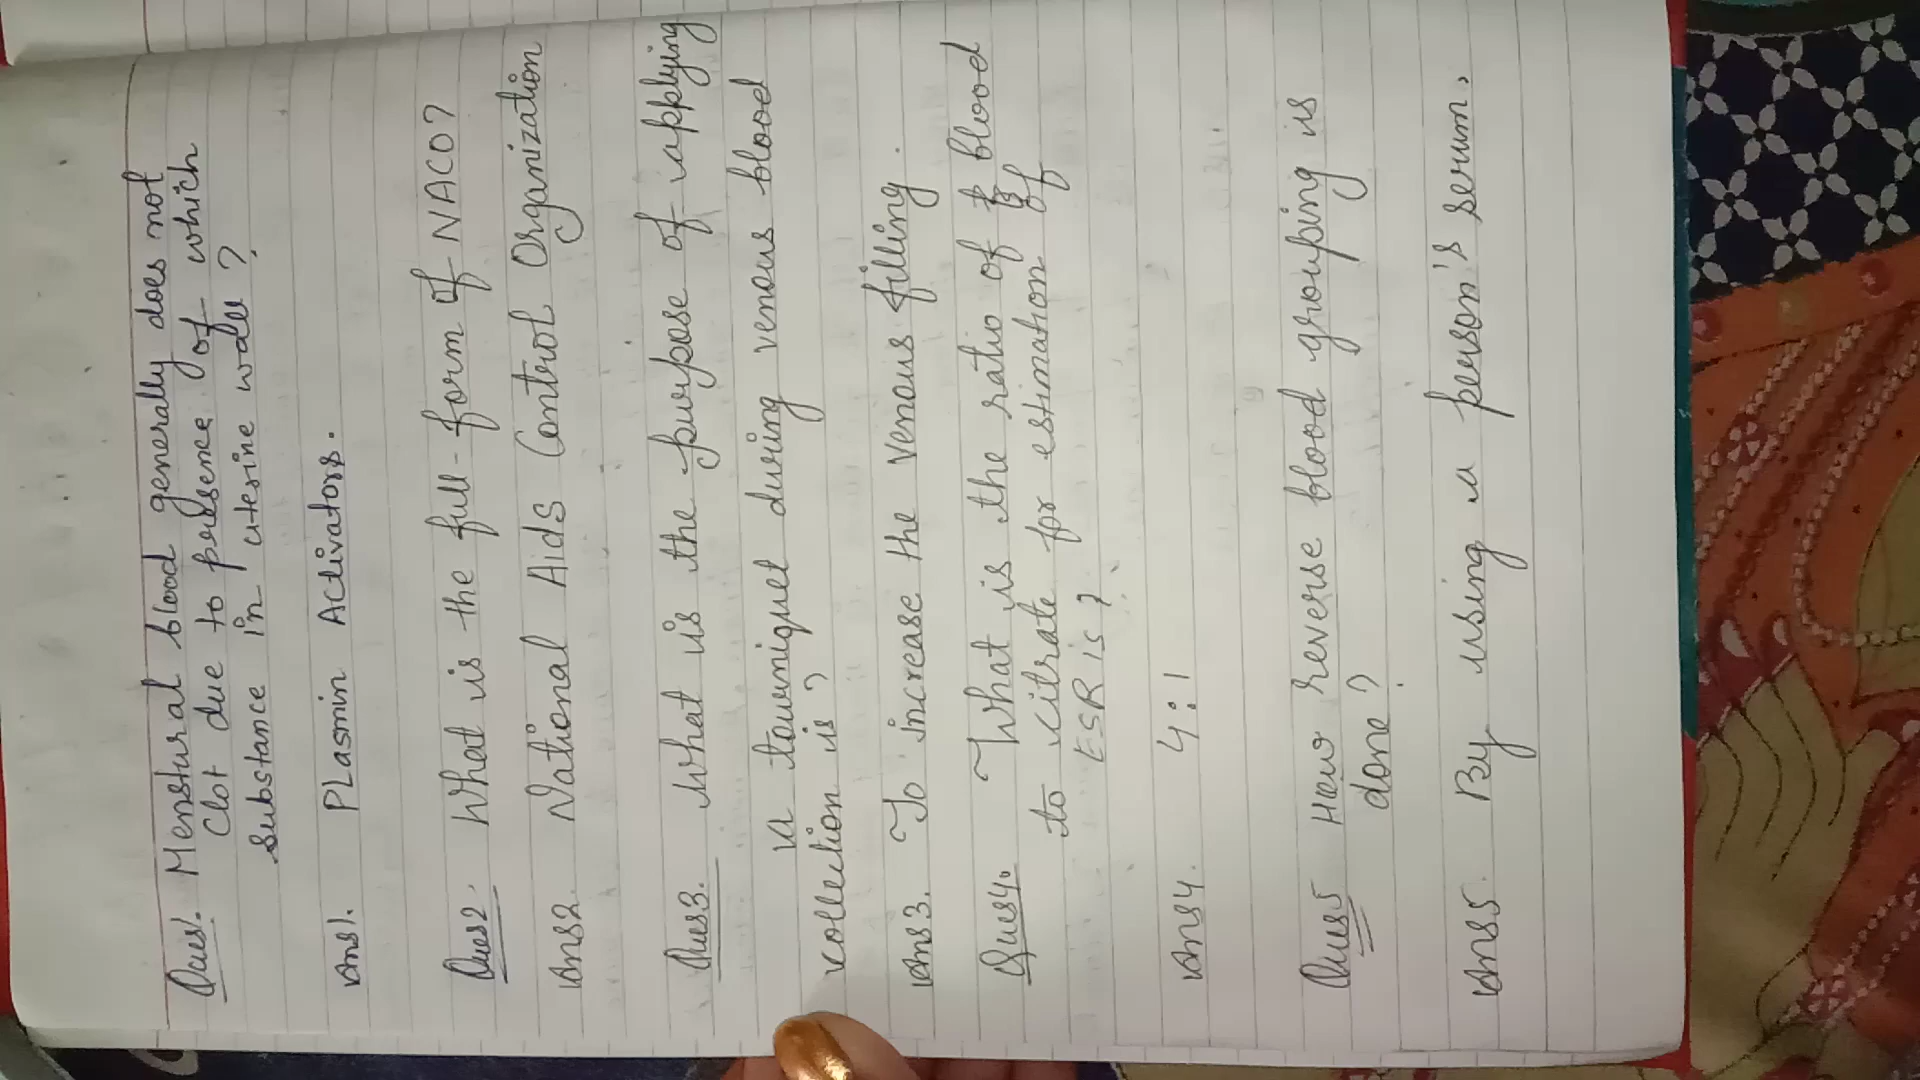 Ques1. Menstural blood generally does not
clot due to presence of which
substance in uterine wall ?
Ans1. Plasmin Activators.
Ques2. What is the full-form of NACO?
Ans2. National Aids Control Organization
Ques3. What is the purpose of applying
a tourniquet during venous blood
collection is ?
Ans3. To increase the venous filling.
Ques4. What is the ratio of blood
to citrate for estimation of
ESR is ?
Ans4. 4:1
Ques5 How reverse blood grouping is
done?
Ans5. By using a person's serum.